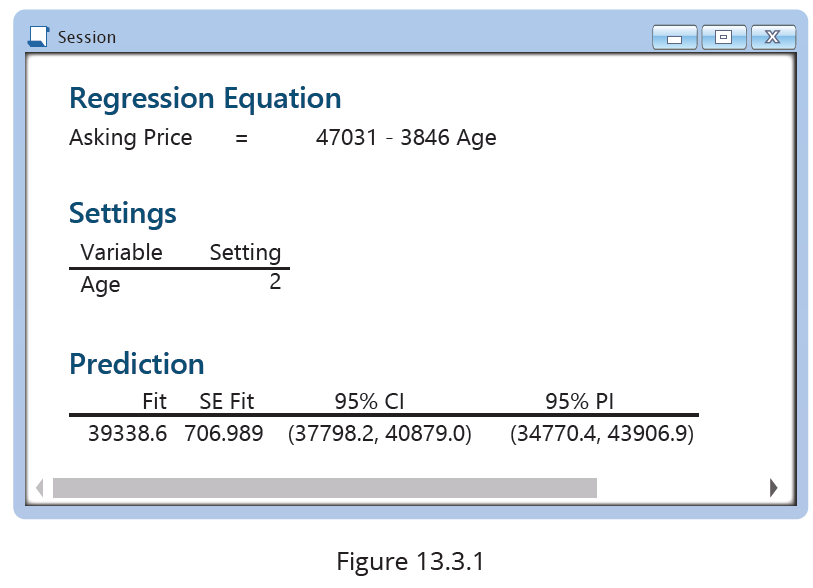 Session
Regression Equation
Asking Price = 47031 - 3846 Age
Settings
Variable Setting
Age 2
Prediction
Fit SE Fit 95% CI 95% PI
39338.6 706.989 (37798.2, 40879.0) (34770.4, 43906.9)
Figure 13.3.1